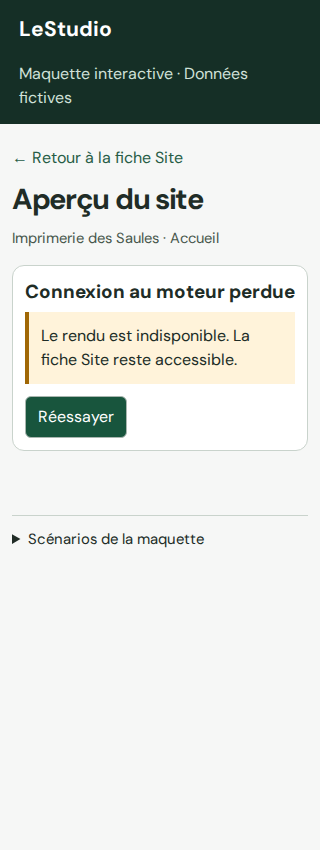 LeStudio
Maquette interactive · Données
fictives
← Retour à la fiche Site
Aperçu du site
Imprimerie des Saules · Accueil
Connexion au moteur perdue
Le rendu est indisponible. La
fiche Site reste accessible.
Réessayer
▶ Scénarios de la maquette